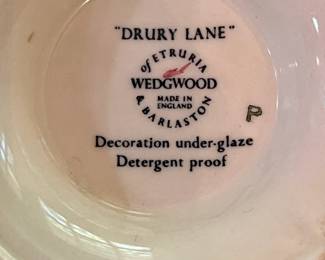 "DRURY LANE"
of ETRURIA
WEDGWOOD
MADE IN
ENGLAND
& BARLASTON
P
Decoration under-glaze
Detergent proof